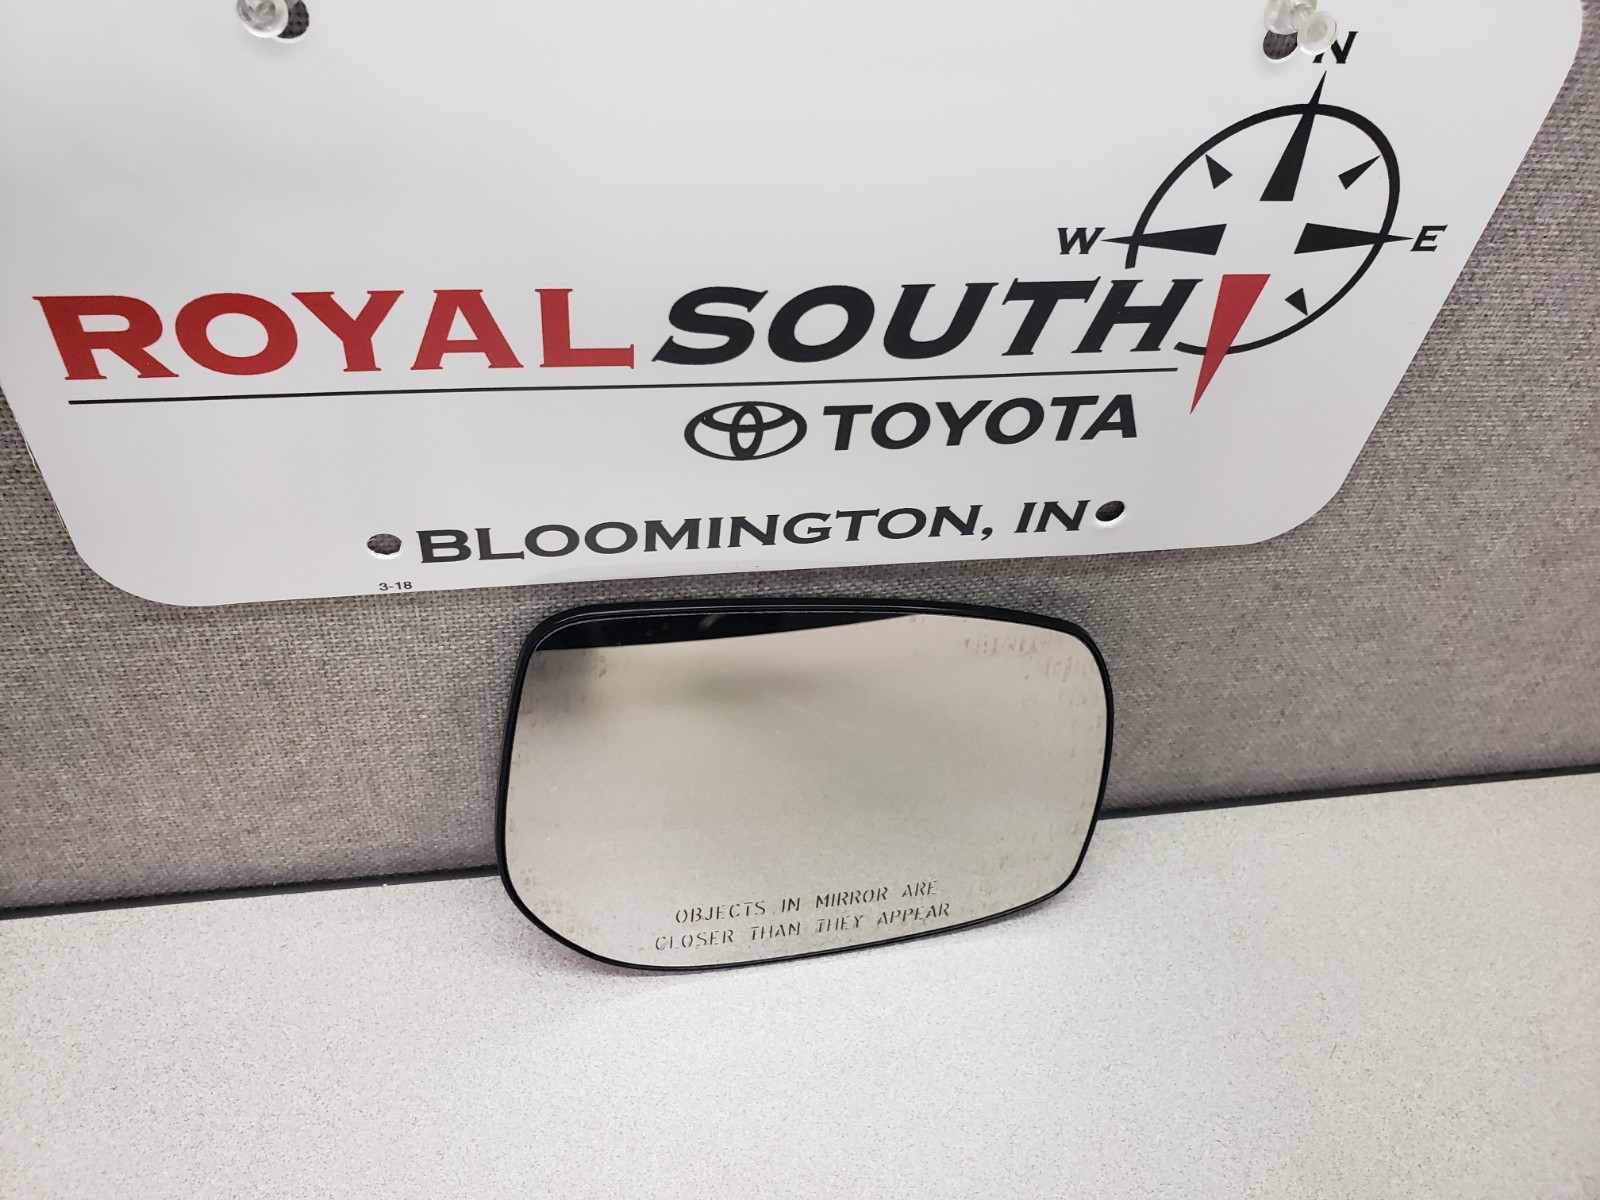 N
W E
ROYAL SOUTH
TOYOTA
BLOOMINGTON, IN
3-18
OBJECTS IN MIRROR ARE
CLOSER THAN THEY APPEAR